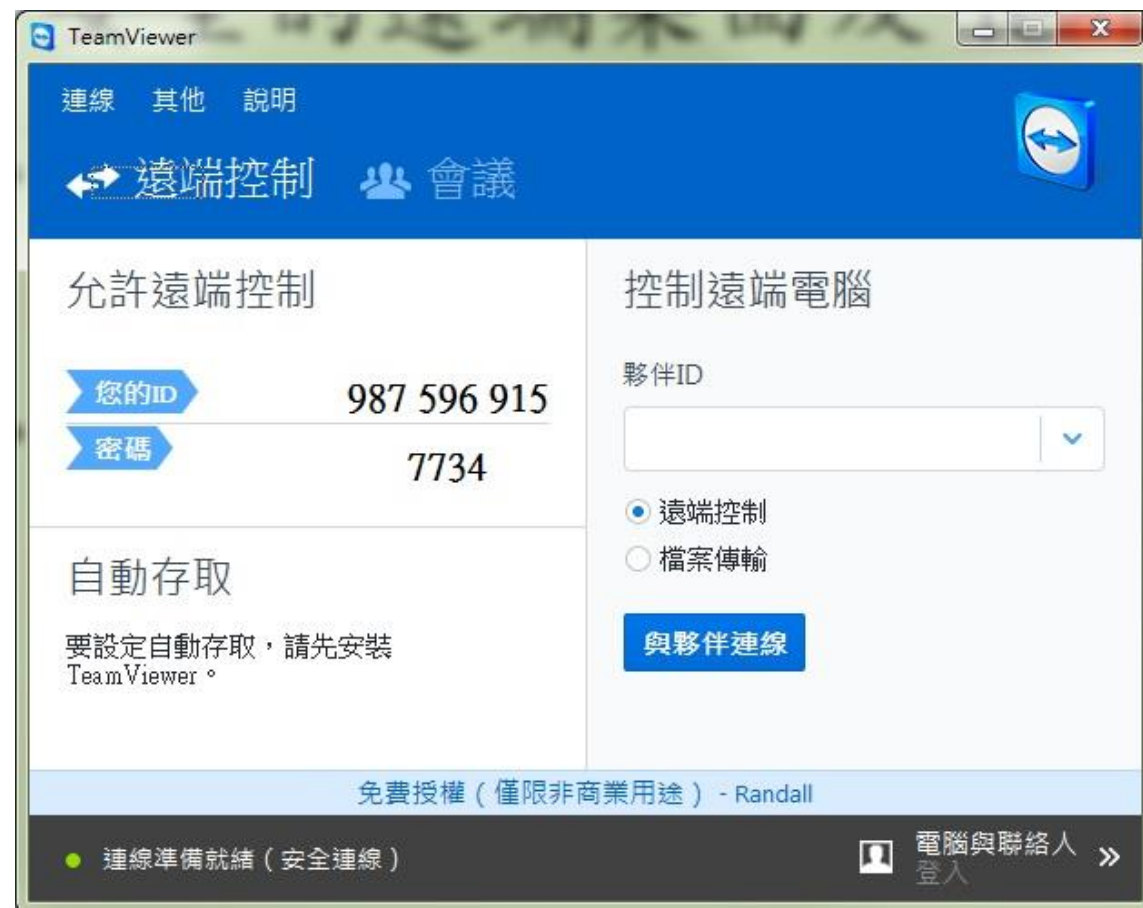 TeamViewer
連線 其他 說明
遠端控制 會議
允許遠端控制
您的ID 987 596 915
密碼 7734
自動存取
要設定自動存取，請先安裝
TeamViewer。
控制遠端電腦
夥伴ID
遠端控制
檔案傳輸
與夥伴連線
免費授權（僅限非商業用途） - Randall
連線準備就緒（安全連線）
電腦與聯絡人
登入